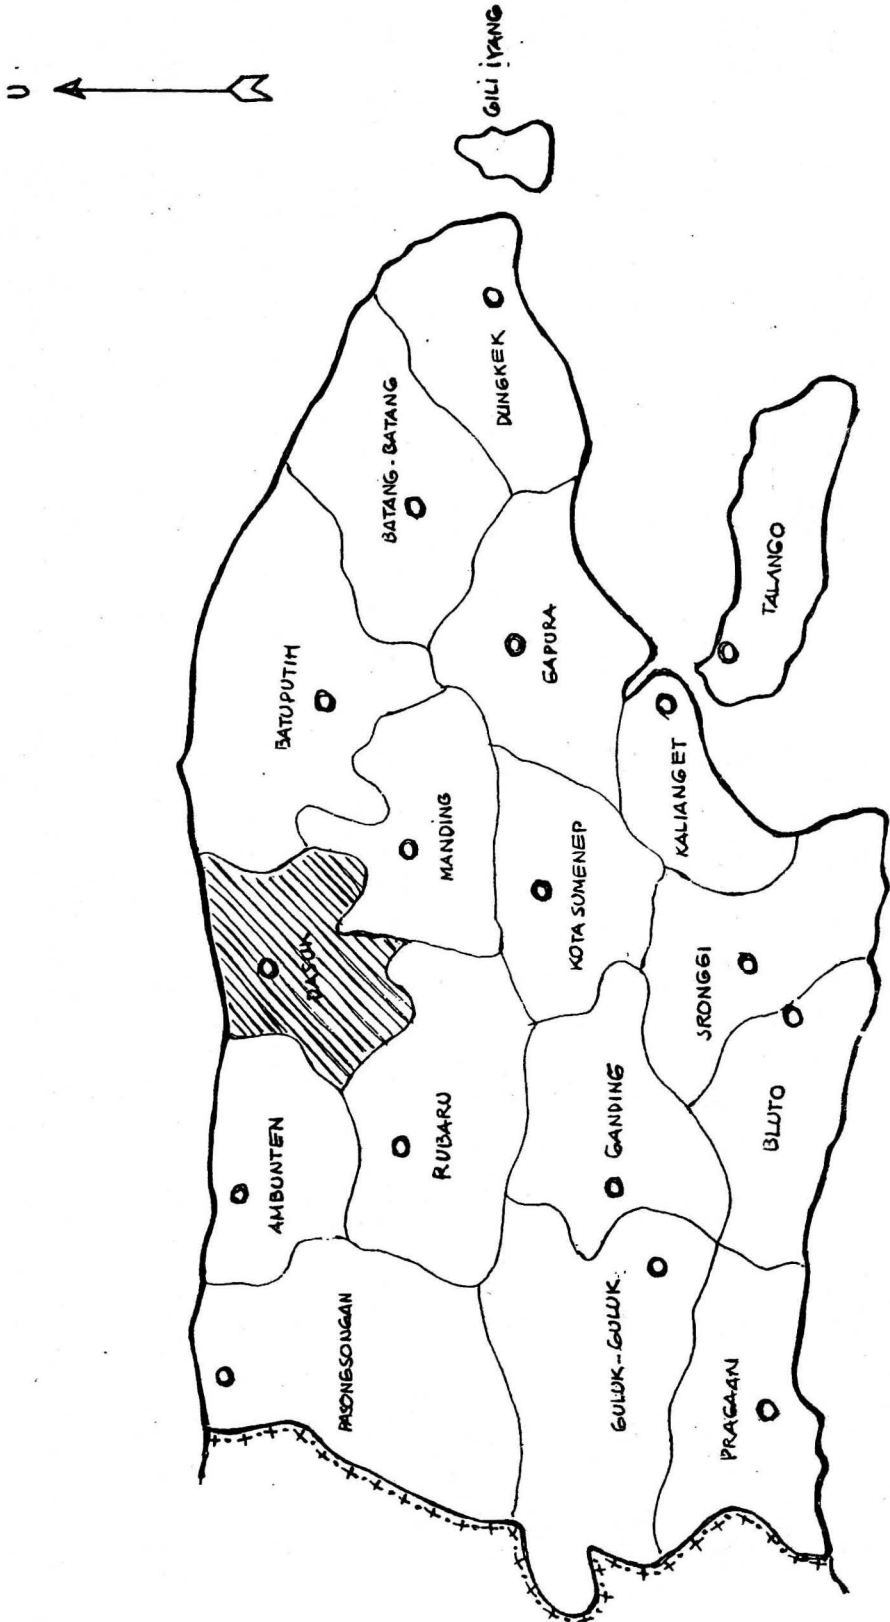 U
GILI IYANG
DUNGKEK
BATANG-BATANG
TALANGO
GAPURA
BATUPUTIH
KALIANGET
MANDING
KOTA SUMENEP
DASUK
SRONGGI
BLUTO
GANDING
RUBARU
AMBUNTEN
PASONGSONGAN
GULUK-GULUK
PRAGAAN